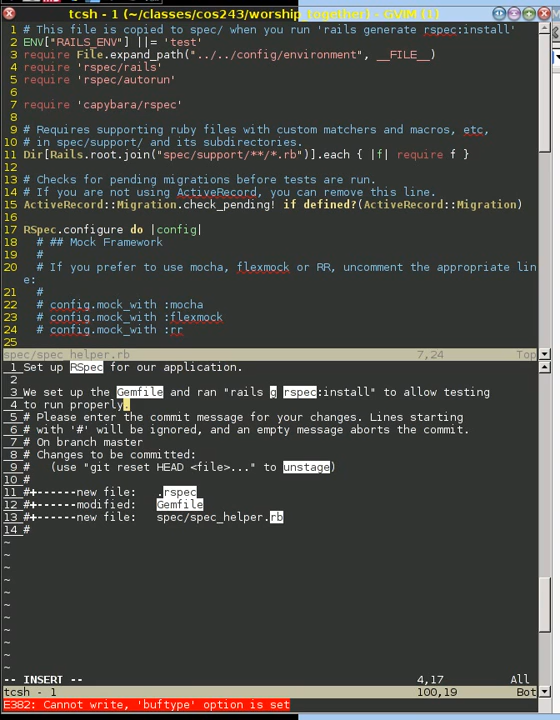 tcsh - 1 (~/classes/cos243/worship_together) - GVIM (1)
1 # This file is copied to spec/ when you run 'rails generate rspec:install'
2 ENV["RAILS_ENV"] ||= 'test'
3 require File.expand_path("../../config/environment", __FILE__)
4 require 'rspec/rails'
5 require 'rspec/autorun'
6
7 require 'capybara/rspec'
8
9 # Requires supporting ruby files with custom matchers and macros, etc,
10 # in spec/support/ and its subdirectories.
11 Dir[Rails.root.join("spec/support/**/*.rb")].each { |f| require f }
12
13 # Checks for pending migrations before tests are run.
14 # If you are not using ActiveRecord, you can remove this line.
15 ActiveRecord::Migration.check_pending! if defined?(ActiveRecord::Migration)
16
17 RSpec.configure do |config|
18   # ## Mock Framework
19   #
20   # If you prefer to use mocha, flexmock or RR, uncomment the appropriate lin
e:
21   #
22   # config.mock_with :mocha
23   # config.mock_with :flexmock
24   # config.mock_with :rr
25
spec/spec_helper.rb 7,24 Top
1 Set up RSpec for our application.
2
3 We set up the Gemfile and ran "rails g rspec:install" to allow testing
4 to run properly.
5 # Please enter the commit message for your changes. Lines starting
6 # with '#' will be ignored, and an empty message aborts the commit.
7 # On branch master
8 # Changes to be committed:
9 #   (use "git reset HEAD <file>..." to unstage)
10 #
11 #+------new file:   .rspec
12 #+------modified:   Gemfile
13 #+------new file:   spec/spec_helper.rb
14 #
~
~
~
~
~
~
~
~
~
~
~
-- INSERT -- 4,17 All
tcsh - 1 100,19 Bot
E382: Cannot write, 'buftype' option is set